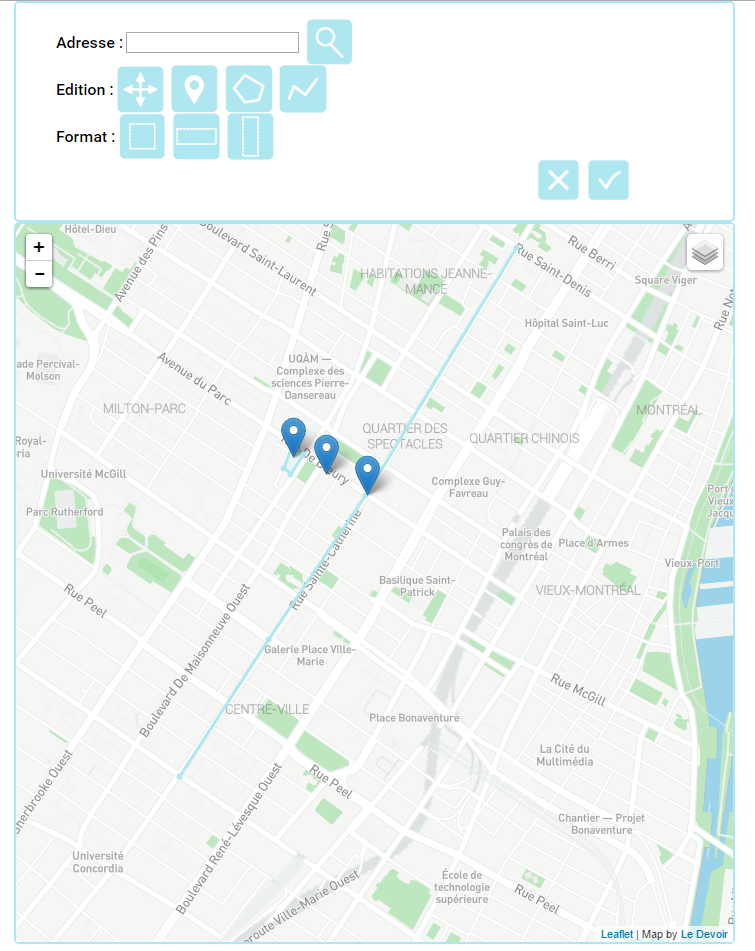 Adresse :
Edition :
Format :
+
−
Hôtel-Dieu
Avenue des Pins
Boulevard Saint-Laurent
Rue S
HABITATIONS JEANNE-
MANCE
Rue Saint-Denis
Rue Berri
Square Viger
Rue Not
Hôpital Saint-Luc
ade Percival-
Molson
Avenue du Parc
UQÀM —
Complexe des
sciences Pierre-
Dansereau
MILTON-PARC
MONTRÉAL
QUARTIER DES
SPECTACLES
QUARTIER CHINOIS
Royal-
ria
De Bleury
Université McGill
Complexe Guy-
Favreau
Port
Vieux
Jacqu
Parc Rutherford
Palais des
congrès de
Montréal
Place d'Armes
Rue Sainte-Catherine
Vieux-Port
Basilique Saint-
Patrick
VIEUX-MONTRÉAL
Rue Peel
Boulevard De Maisonneuve Ouest
Galerie Place Ville-
Marie
Rue McGill
CENTRE-VILLE
Place Bonaventure
La Cité du
Multimédia
Sherbrooke Ouest
Rue Peel
Boulevard René-Lévesque Ouest
Chantier — Projet
Bonaventure
Université
Concordia
École de
technologie
supérieure
Rue Peel
oroute Ville-Marie Ouest
Leaflet | Map by Le Devoir